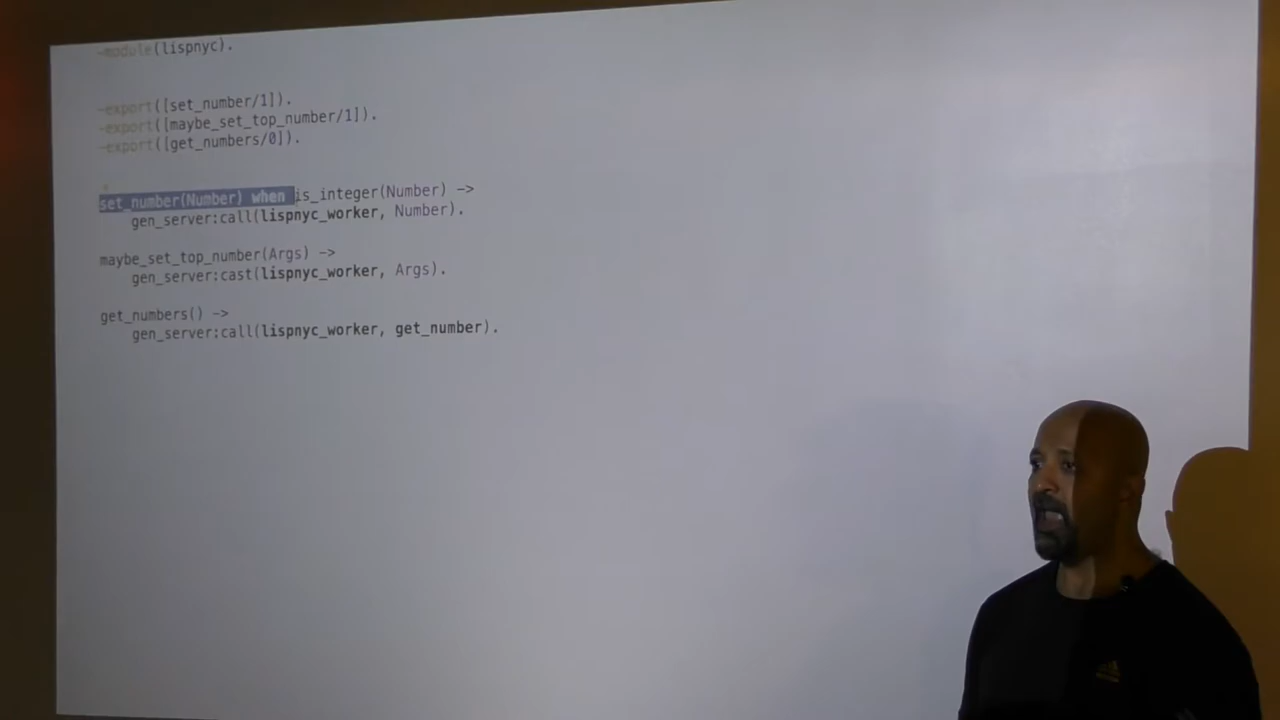 -module(lispnyc).
-export([set_number/1]).
-export([maybe_set_top_number/1]).
-export([get_numbers/0]).
set_number(Number) when is_integer(Number) ->
gen_server:call(lispnyc_worker, Number).
maybe_set_top_number(Args) ->
gen_server:cast(lispnyc_worker, Args).
get_numbers() ->
gen_server:call(lispnyc_worker, get_number).